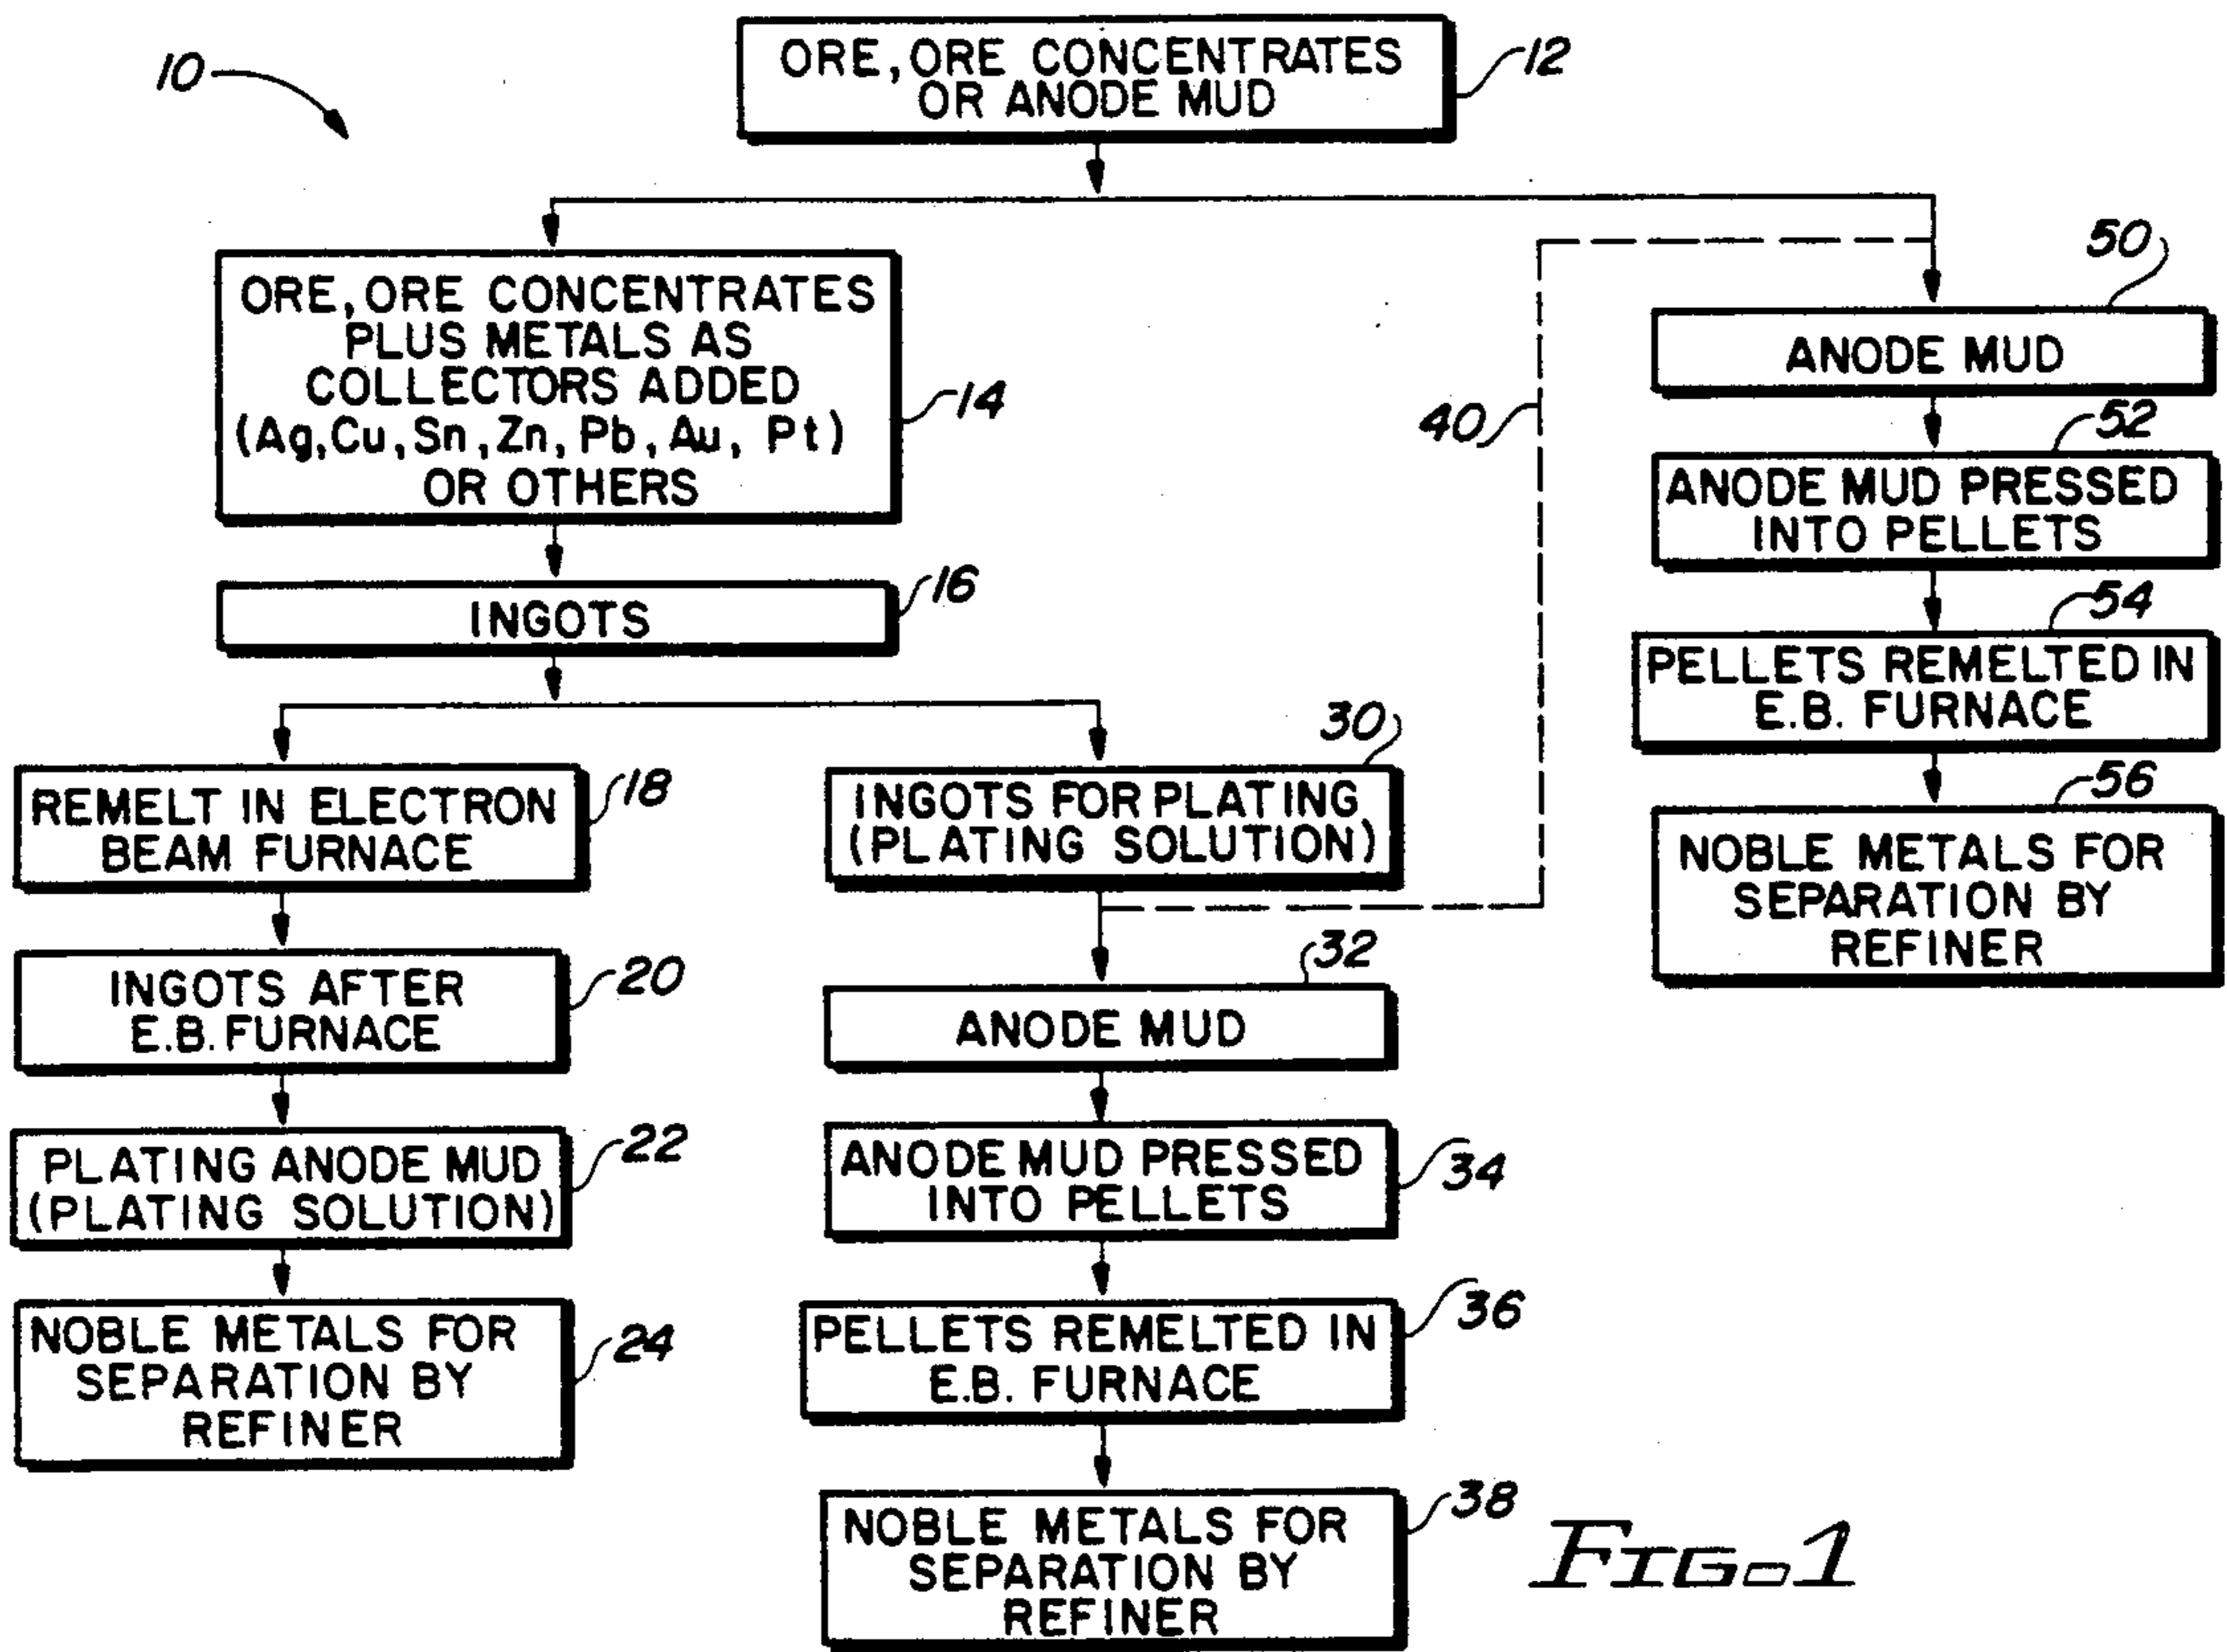 10
ORE, ORE CONCENTRATES
OR ANODE MUD
12
ORE, ORE CONCENTRATES
PLUS METALS AS
COLLECTORS ADDED
(Ag, Cu, Sn, Zn, Pb, Au, Pt)
OR OTHERS
14
INGOTS
16
REMELT IN ELECTRON
BEAM FURNACE
18
INGOTS AFTER
E.B. FURNACE
20
PLATING ANODE MUD
(PLATING SOLUTION)
22
NOBLE METALS FOR
SEPARATION BY
REFINER
24
30
INGOTS FOR PLATING
(PLATING SOLUTION)
32
ANODE MUD
ANODE MUD PRESSED
INTO PELLETS
34
PELLETS REMELTED IN
E.B. FURNACE
36
NOBLE METALS FOR
SEPARATION BY
REFINER
38
40
50
ANODE MUD
52
ANODE MUD PRESSED
INTO PELLETS
54
PELLETS REMELTED IN
E.B. FURNACE
56
NOBLE METALS FOR
SEPARATION BY
REFINER
FIG. 1